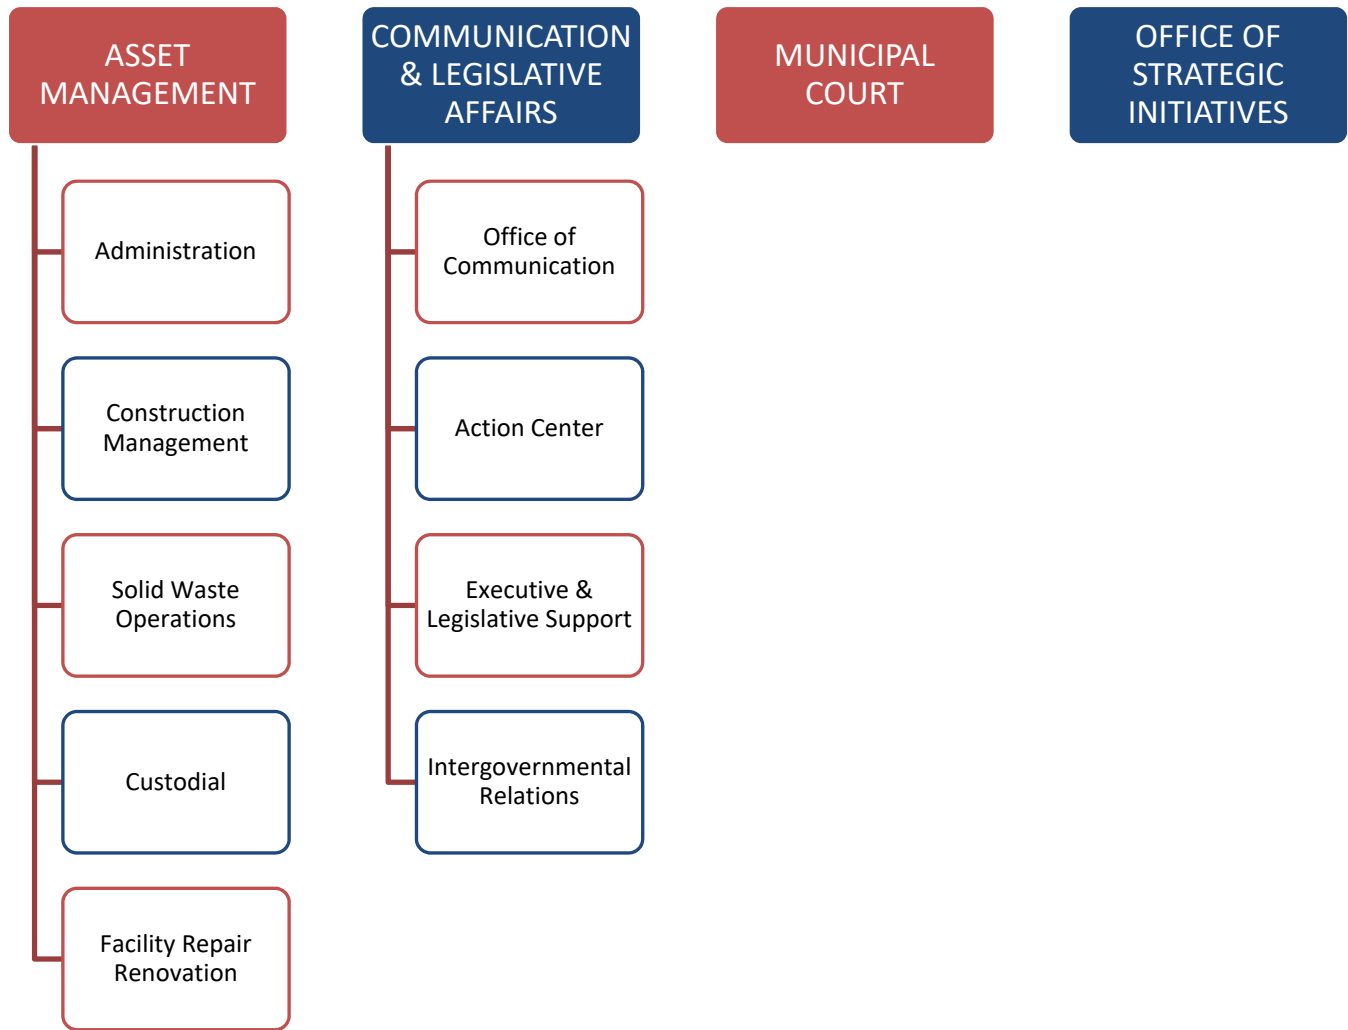 ASSET
MANAGEMENT
Administration
Construction
Management
Solid Waste
Operations
Custodial
Facility Repair
Renovation
COMMUNICATION
& LEGISLATIVE
AFFAIRS
Office of
Communication
Action Center
Executive &
Legislative Support
Intergovernmental
Relations
MUNICIPAL
COURT
OFFICE OF
STRATEGIC
INITIATIVES